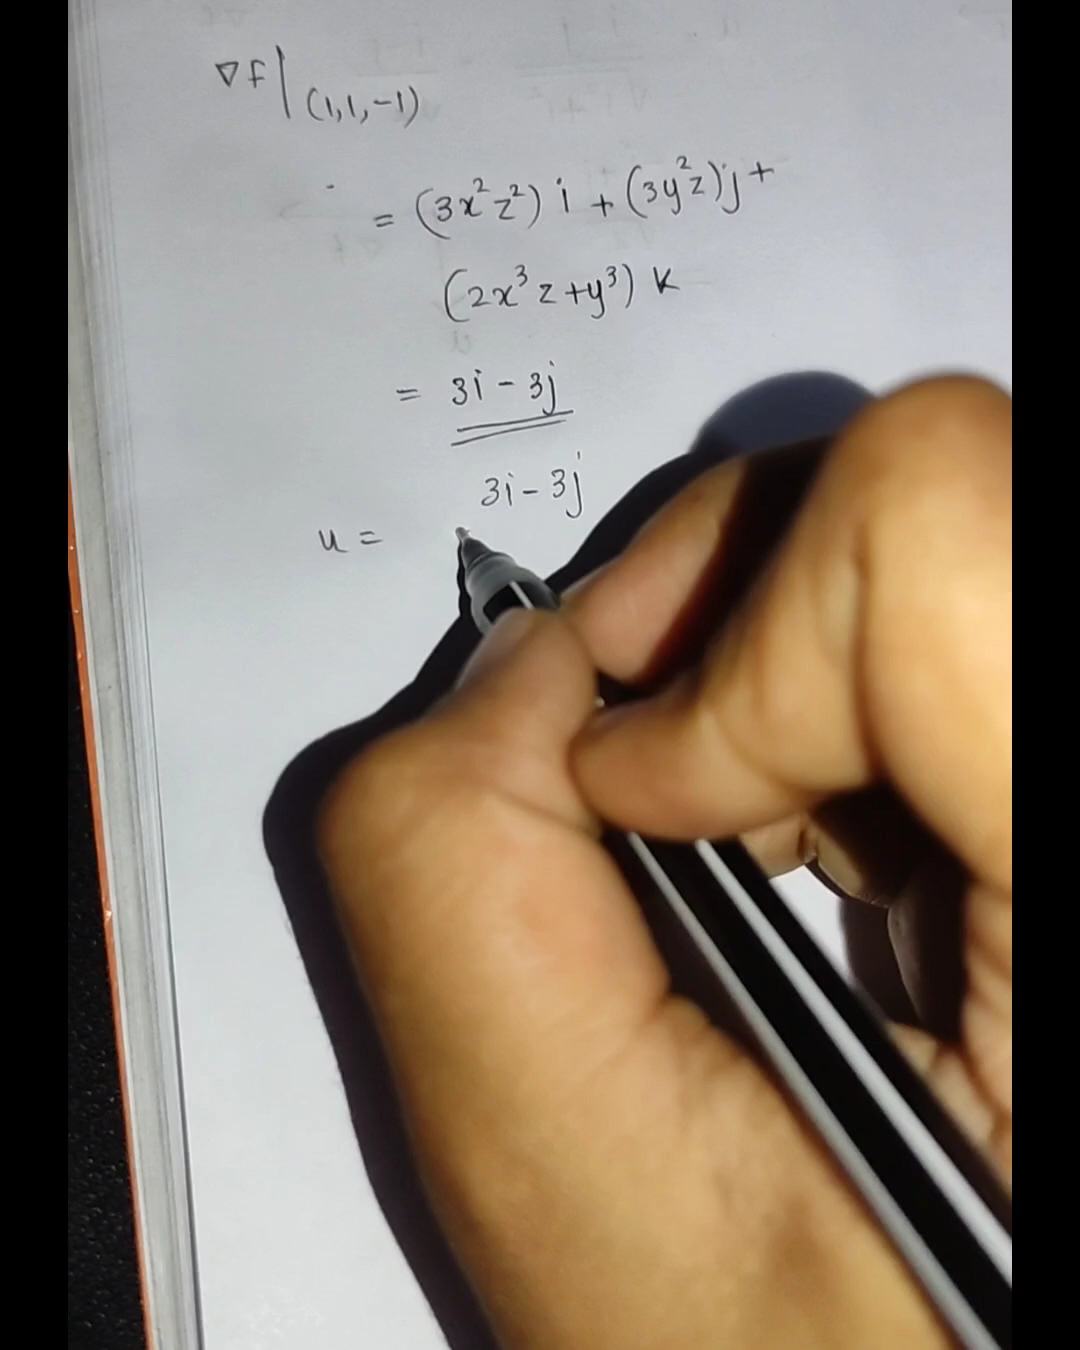 ∇f|(1,1,-1)
= (3x²z²) i + (3y²z)j +
(2x³z+y³) k
= 3i - 3j
3i - 3j
u =